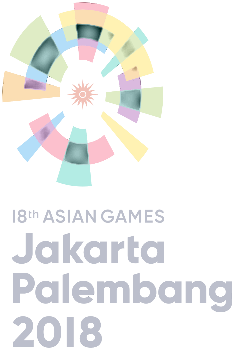 18th ASIAN GAMES
Jakarta
Palembang
2018